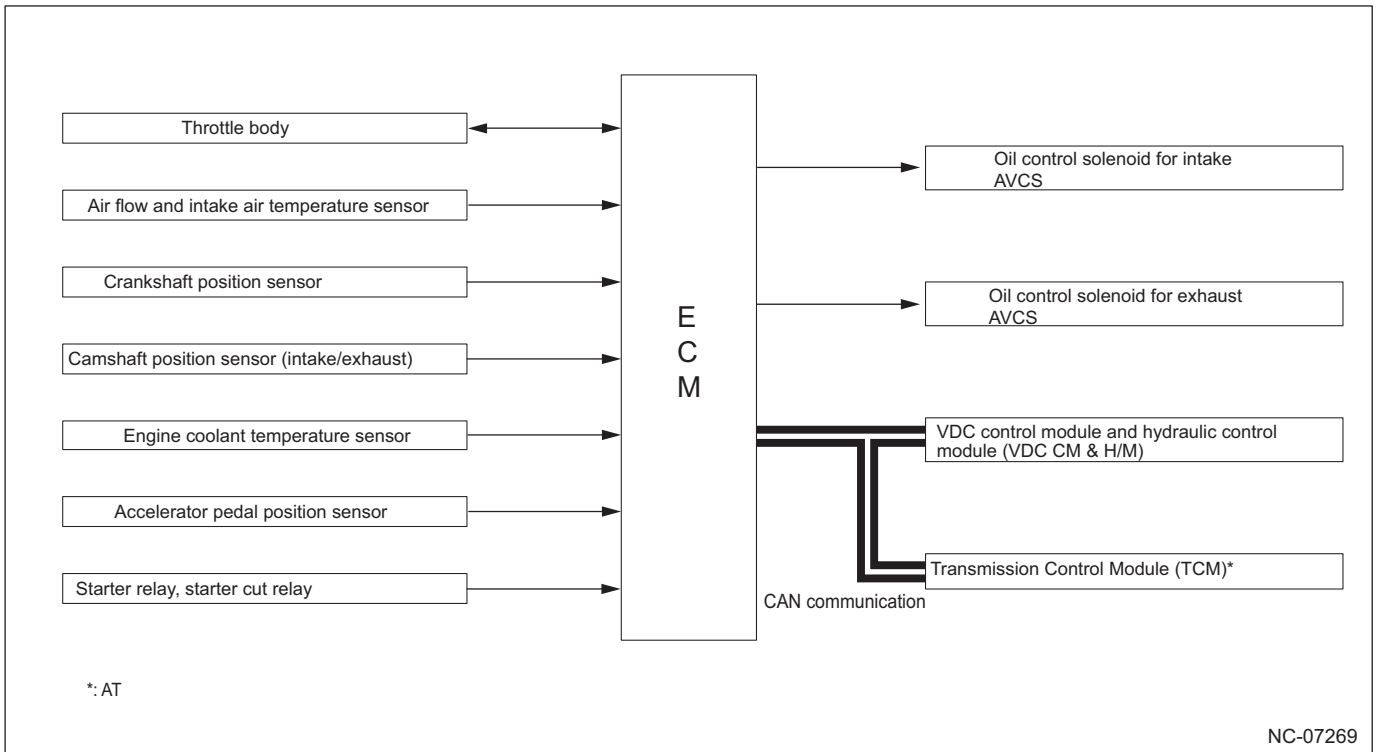 Throttle body
Air flow and intake air temperature sensor
Crankshaft position sensor
Camshaft position sensor (intake/exhaust)
Engine coolant temperature sensor
Accelerator pedal position sensor
Starter relay, starter cut relay
*: AT
E
C
M
Oil control solenoid for intake
AVCS
Oil control solenoid for exhaust
AVCS
VDC control module and hydraulic control
module (VDC CM & H/M)
Transmission Control Module (TCM)*
CAN communication
NC-07269